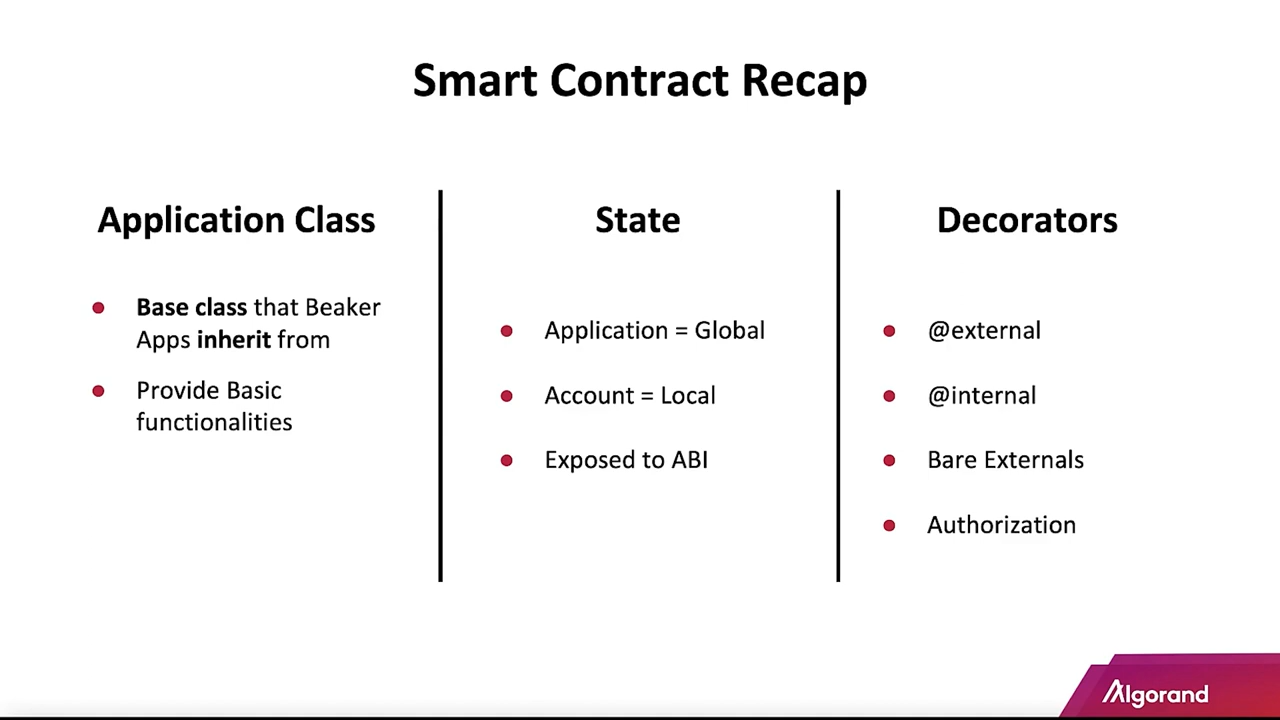 Smart Contract Recap
Application Class
Base class that Beaker
Apps inherit from
Provide Basic
functionalities
State
Application = Global
Account = Local
Exposed to ABI
Decorators
@external
@internal
Bare Externals
Authorization
Algorand